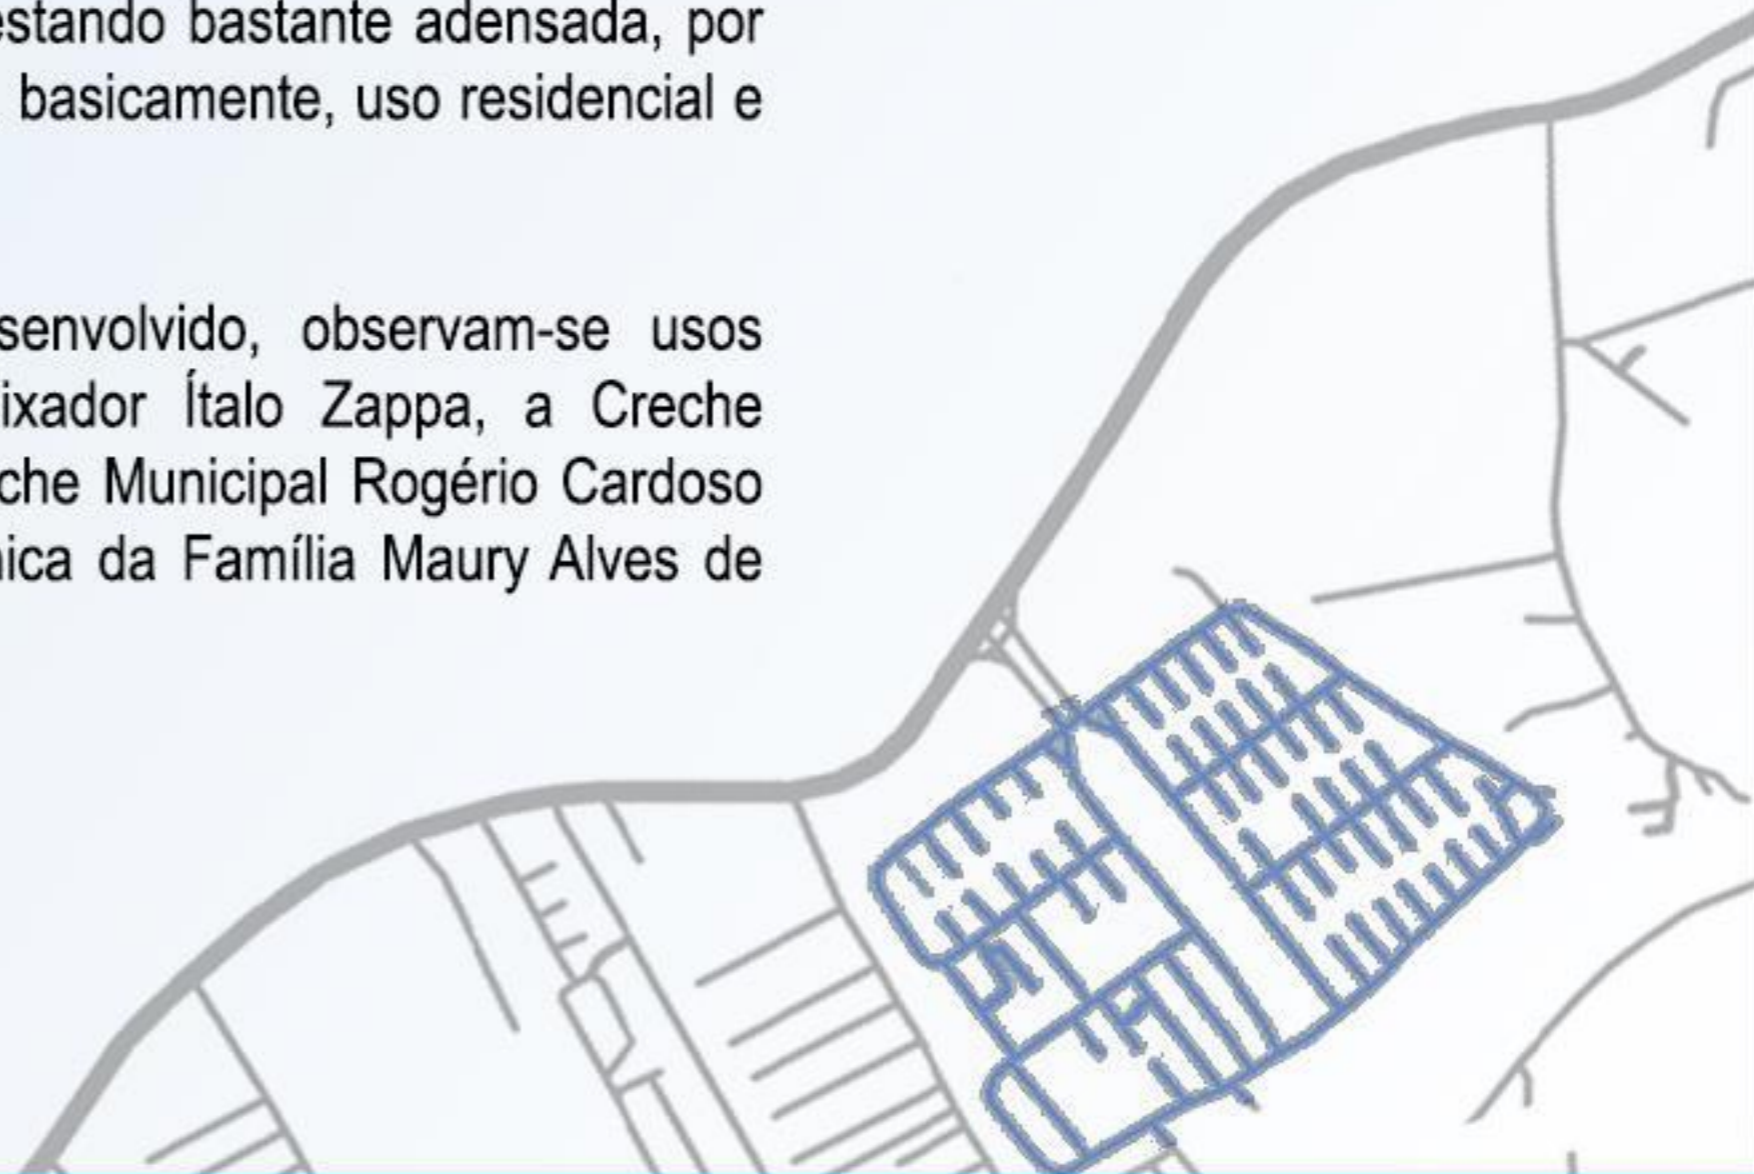 estando bastante adensada, por
basicamente, uso residencial e
senvolvido, observam-se usos
ixador Ítalo Zappa, a Creche
che Municipal Rogério Cardoso
ica da Família Maury Alves de